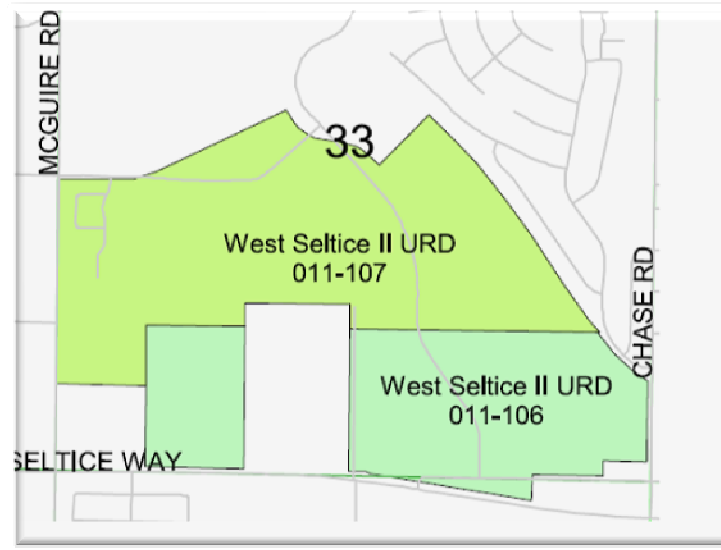 MCGUIRE RD
33
West Seltice II URD
011-107
CHASE RD
West Seltice II URD
011-106
SELTICE WAY